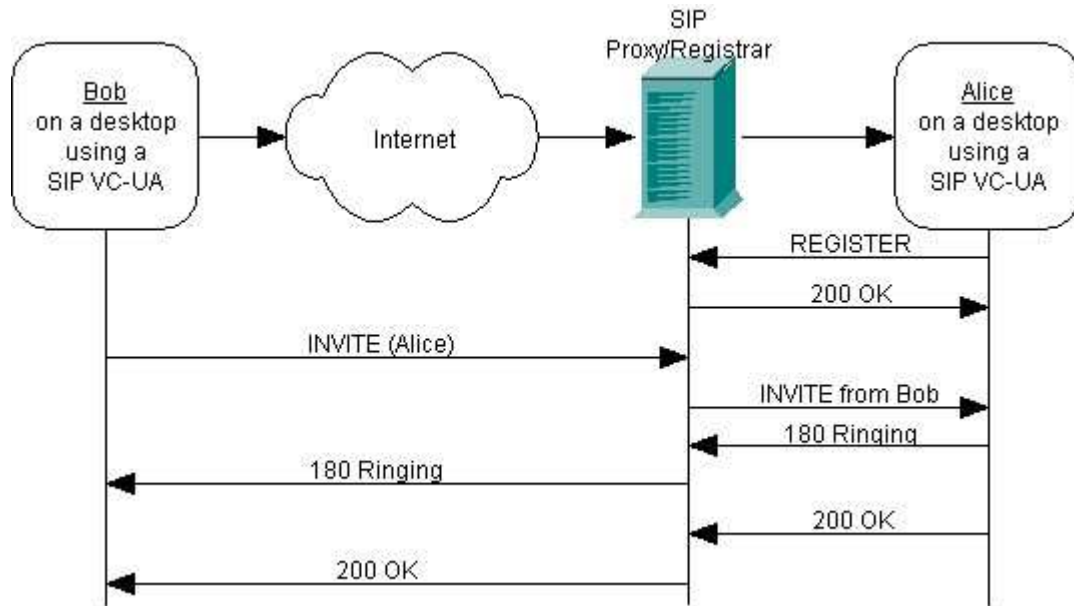 SIP
Proxy/Registrar
Bob
on a desktop
using a
SIP VC-UA
Internet
Alice
on a desktop
using a
SIP VC-UA
REGISTER
200 OK
INVITE (Alice)
INVITE from Bob
180 Ringing
180 Ringing
200 OK
200 OK